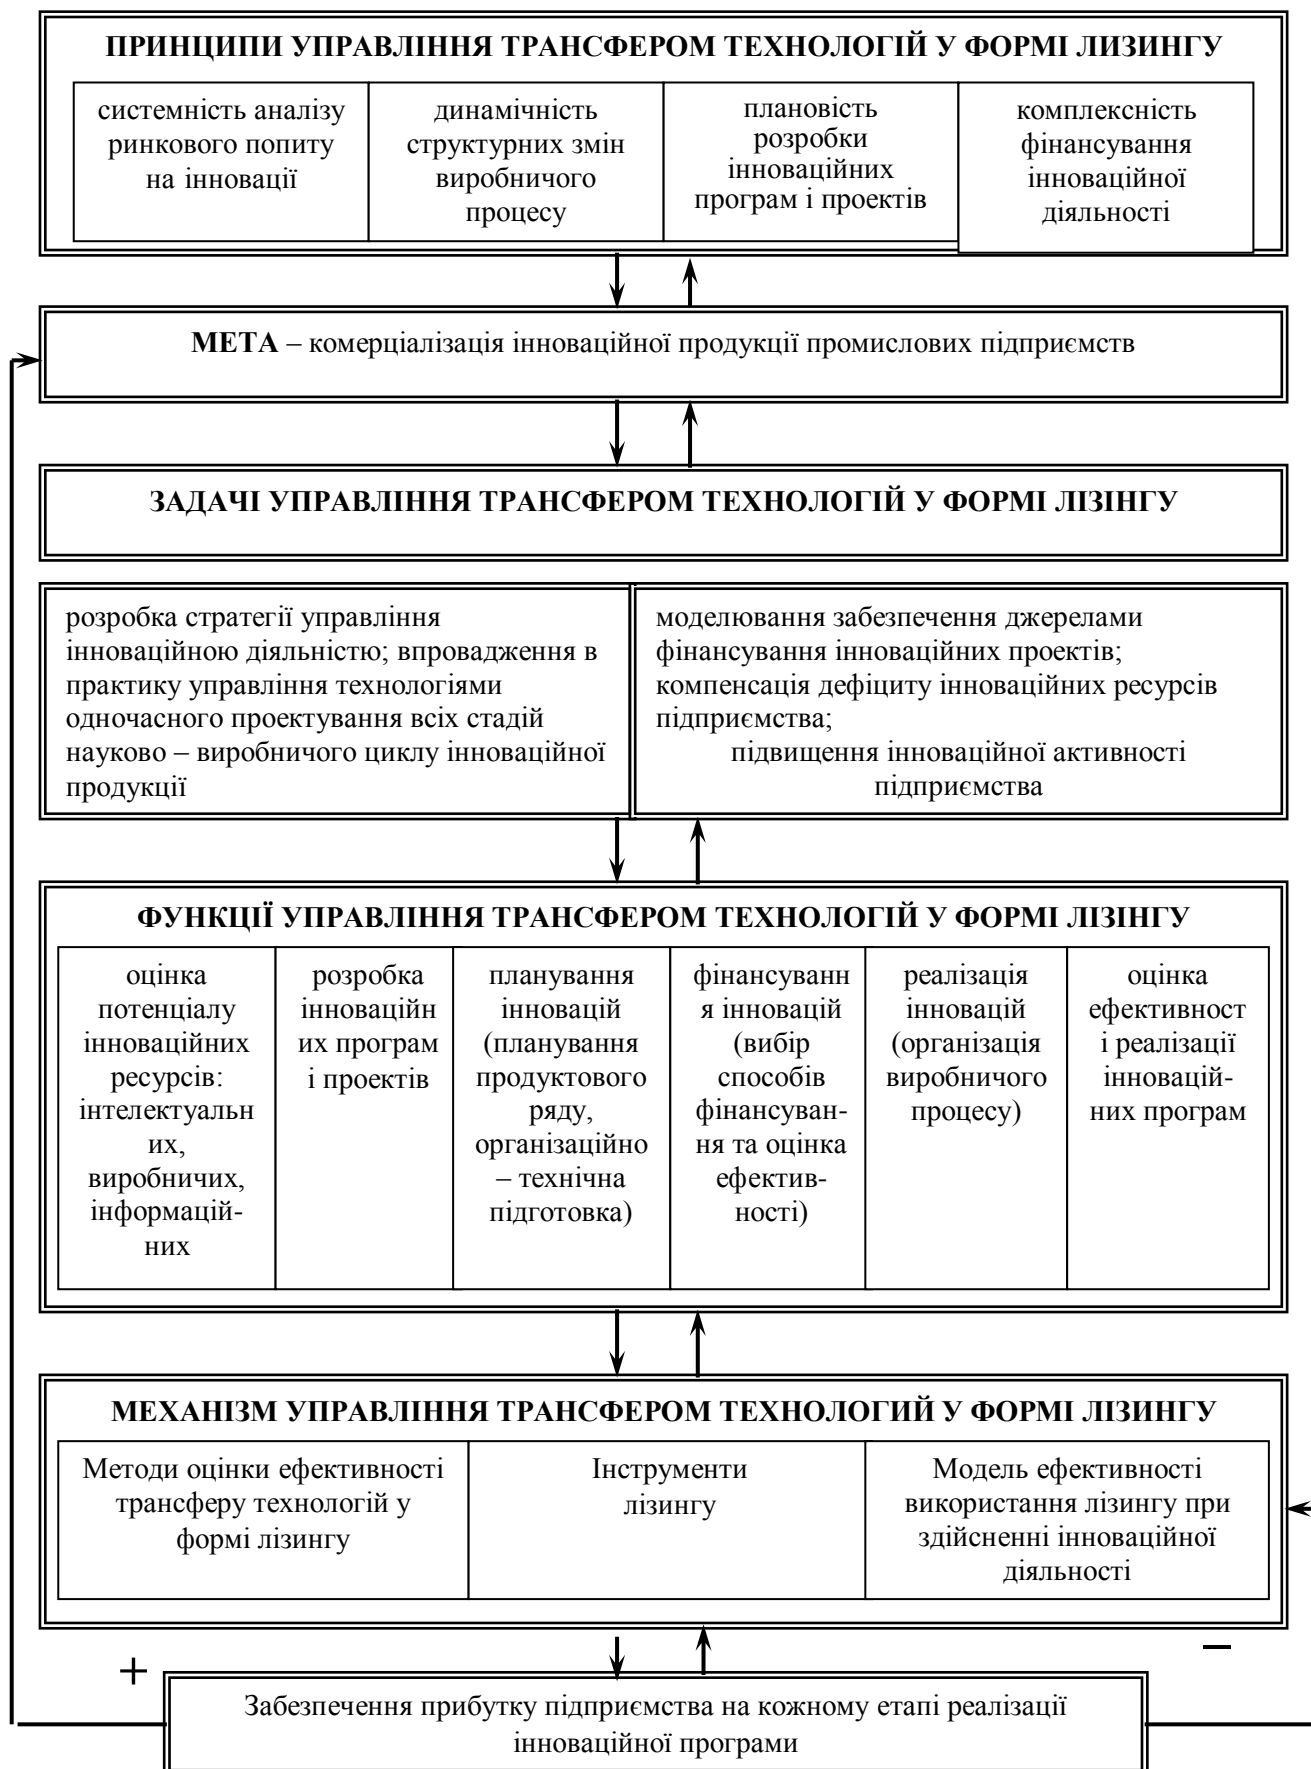 ПРИНЦИПИ УПРАВЛІННЯ ТРАНСФЕРОМ ТЕХНОЛОГІЙ У ФОРМІ ЛИЗИНГУ
системність аналізу
ринкового попиту
на інновації
динамічність
структурних змін
виробничого
процесу
плановість
розробки
інноваційних
програм і проектів
комплексність
фінансування
інноваційної
діяльності
МЕТА – комерціалізація інноваційної продукції промислових підприємств
ЗАДАЧІ УПРАВЛІННЯ ТРАНСФЕРОМ ТЕХНОЛОГІЙ У ФОРМІ ЛІЗІНГУ
розробка стратегії управління
інноваційною діяльністю; впровадження в
практику управління технологіями
одночасного проектування всіх стадій
науково – виробничого циклу інноваційної
продукції
моделювання забезпечення джерелами
фінансування інноваційних проектів;
компенсація дефіциту інноваційних ресурсів
підприємства;
підвищення інноваційної активності
підприємства
ФУНКЦІЇ УПРАВЛІННЯ ТРАНСФЕРОМ ТЕХНОЛОГІЙ У ФОРМІ ЛІЗІНГУ
оцінка
потенціалу
інноваційних
ресурсів:
інтелектуальн
их,
виробничих,
інформацій-
них
розробка
інноваційн
их програм
і проектів
планування
інновацій
(планування
продуктового
ряду,
організаційно
– технічна
підготовка)
фінансуванн
я інновацій
(вибір
способів
фінансуван-
ня та оцінка
ефектив-
ності)
реалізація
інновацій
(організація
виробничого
процесу)
оцінка
ефективност
і реалізації
інновацій-
них програм
МЕХАНІЗМ УПРАВЛІННЯ ТРАНСФЕРОМ ТЕХНОЛОГИЙ У ФОРМІ ЛІЗИНГУ
Методи оцінки ефективності
трансферу технологій у
формі лізингу
Інструменти
лізингу
Модель ефективності
використання лізингу при
здійсненні інноваційної
діяльності
+
–
Забезпечення прибутку підприємства на кожному етапі реалізації
інноваційної програми